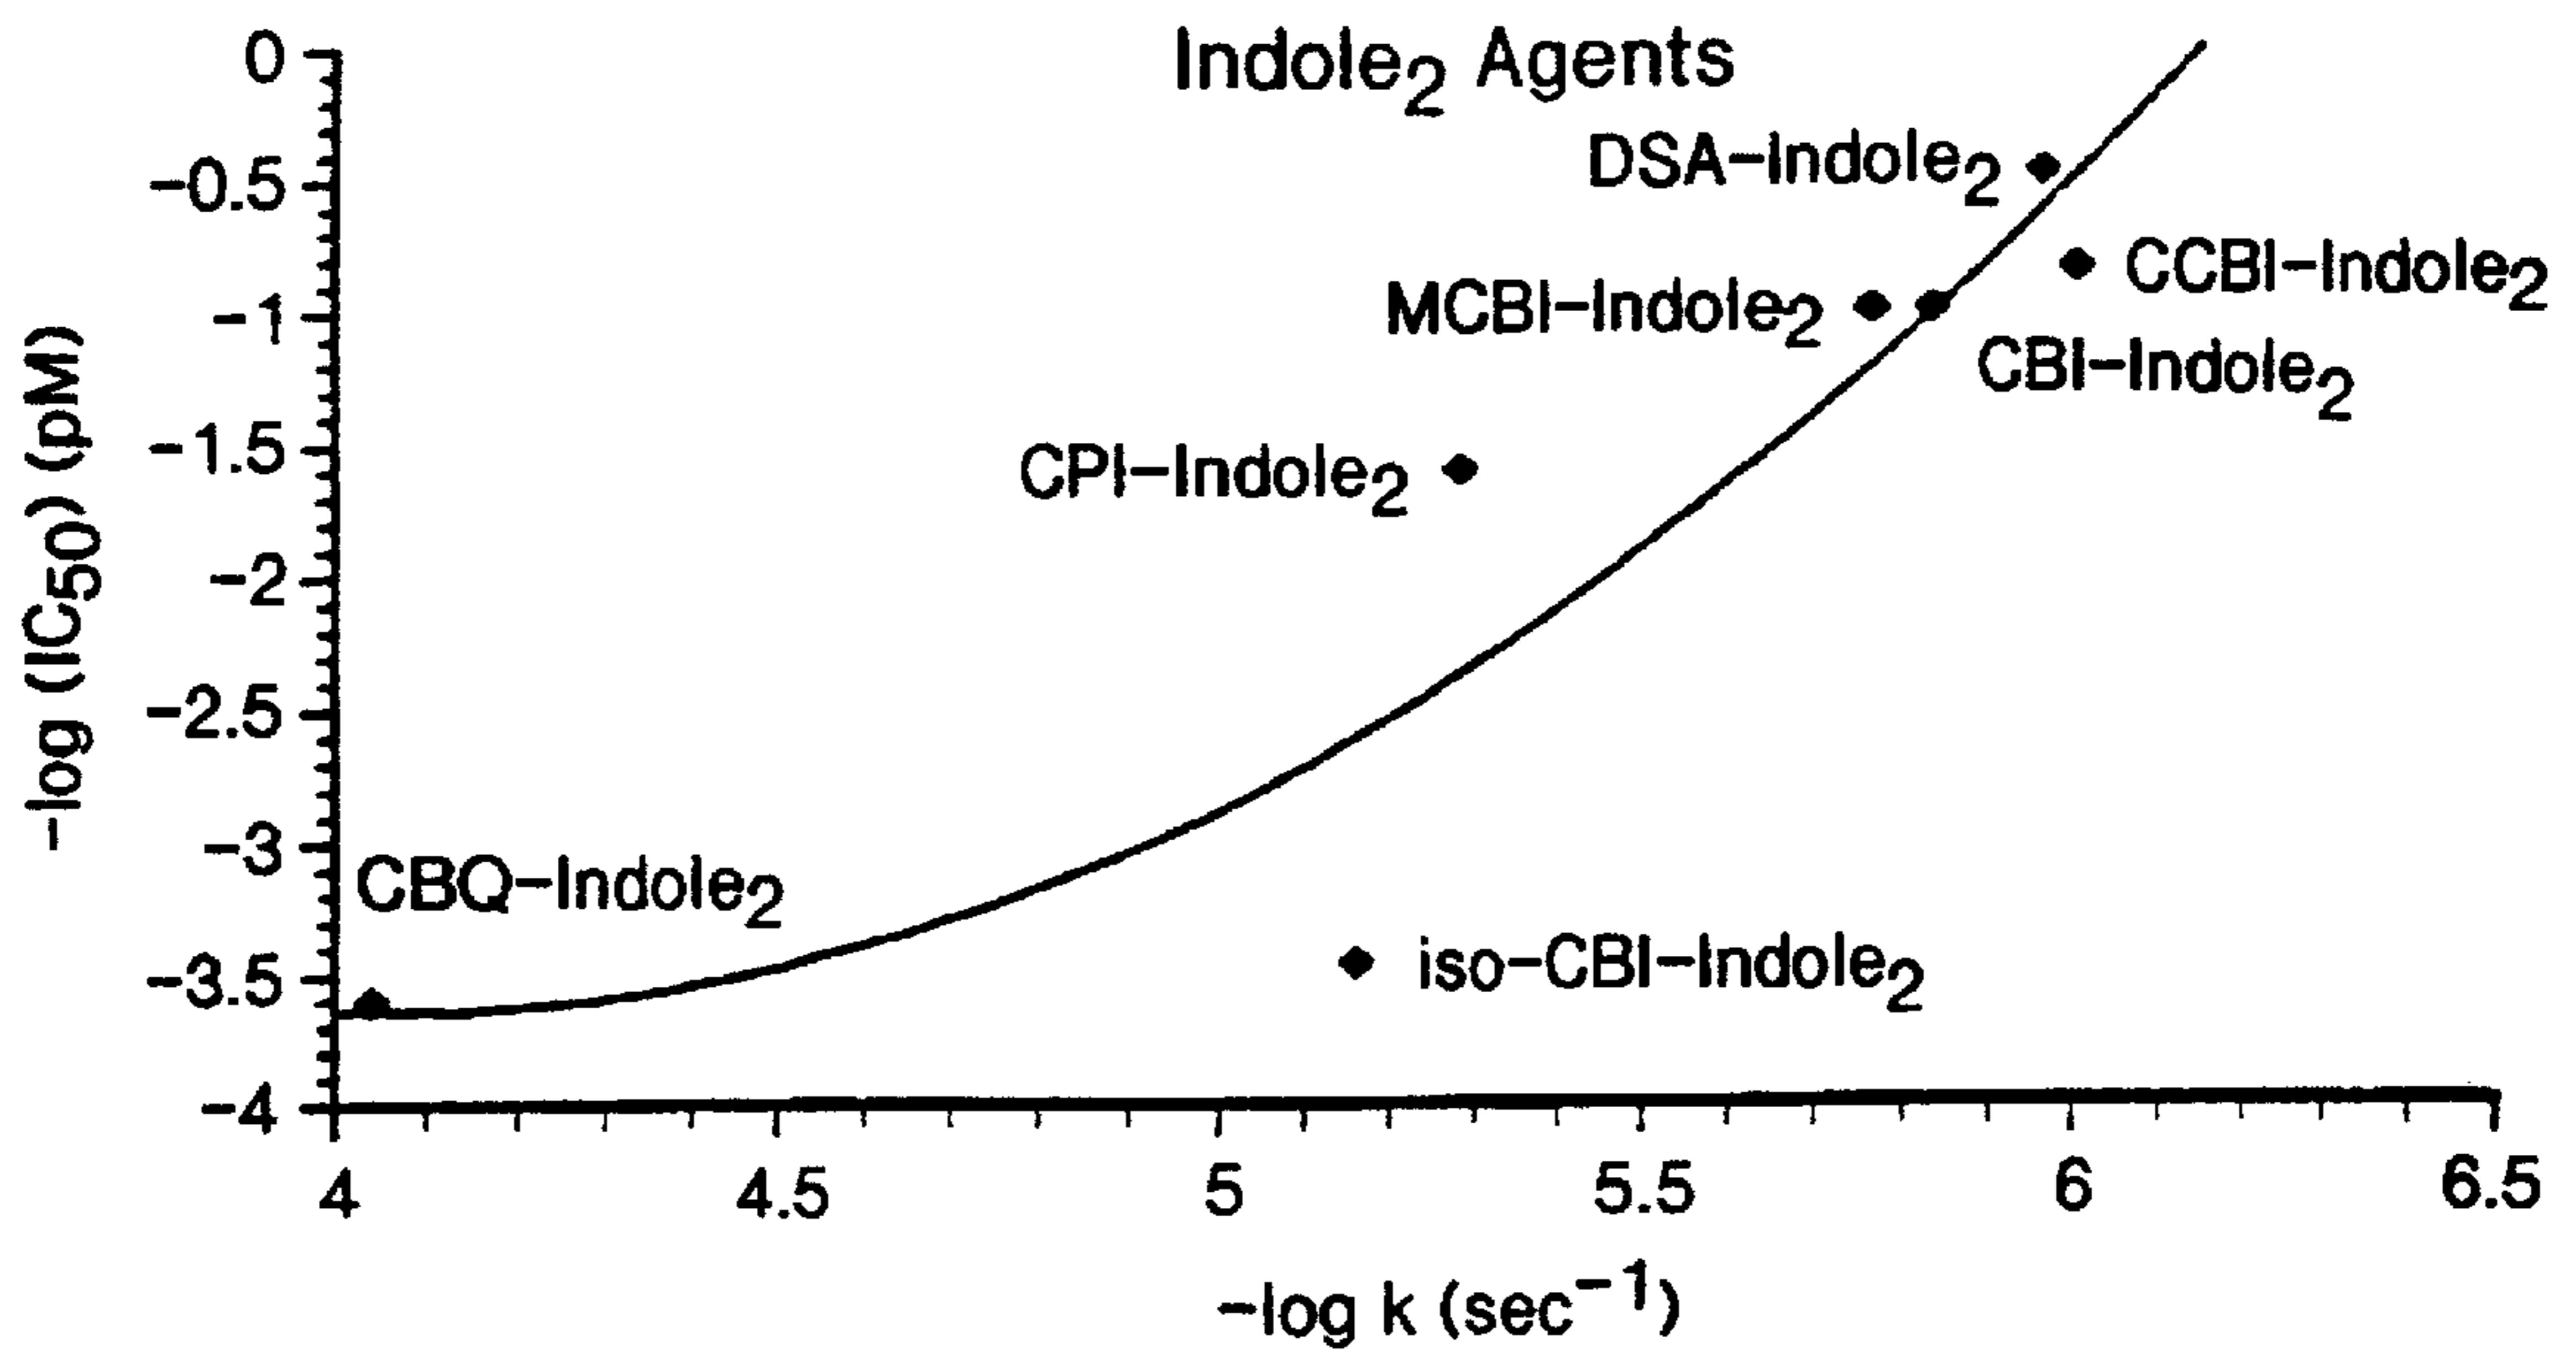 Indole₂ Agents
-log (IC₅₀) (pM)
0
-0.5
-1
-1.5
-2
-2.5
-3
-3.5
-4
DSA-Indole₂
CCBI-Indole₂
MCBI-Indole₂
CBI-Indole₂
CPI-Indole₂
CBQ-Indole₂
iso-CBI-Indole₂
4 4.5 5 5.5 6 6.5
-log k (sec⁻¹)